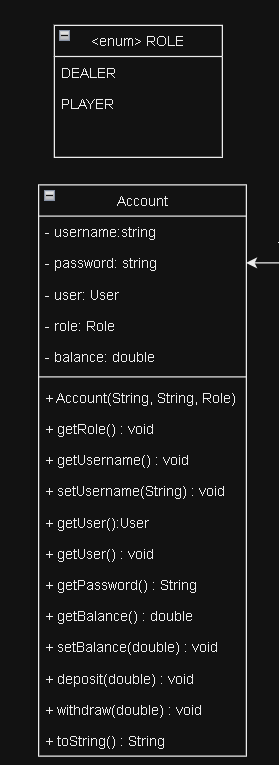 <enum> ROLE
DEALER
PLAYER
Account
- username:string
- password: string
- user: User
- role: Role
- balance: double
+ Account(String, String, Role)
+ getRole() : void
+ getUsername() : void
+ setUsername(String) : void
+ getUser():User
+ getUser() : void
+ getPassword() : String
+ getBalance() : double
+ setBalance(double) : void
+ deposit(double) : void
+ withdraw(double) : void
+ toString() : String